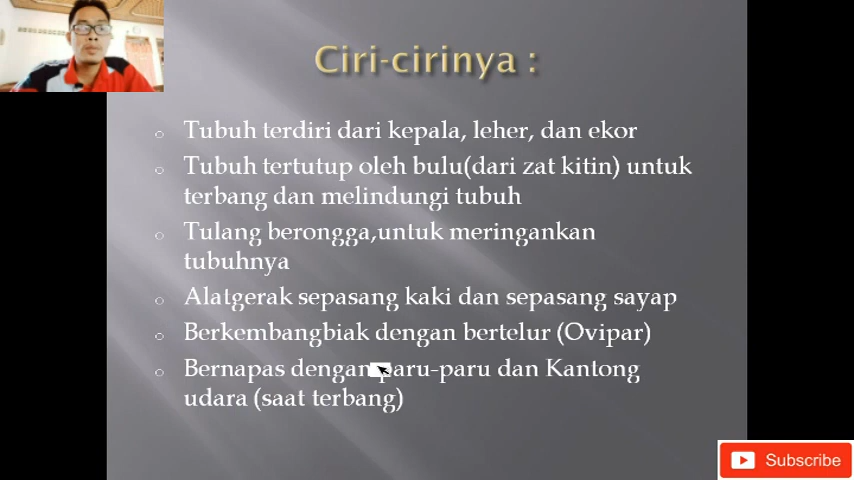 Ciri-cirinya :
Tubuh terdiri dari kepala, leher, dan ekor
Tubuh tertutup oleh bulu(dari zat kitin) untuk
terbang dan melindungi tubuh
Tulang berongga,untuk meringankan
tubuhnya
Alatgerak sepasang kaki dan sepasang sayap
Berkembangbiak dengan bertelur (Ovipar)
Bernapas dengan paru-paru dan Kantong
udara (saat terbang)
Subscribe